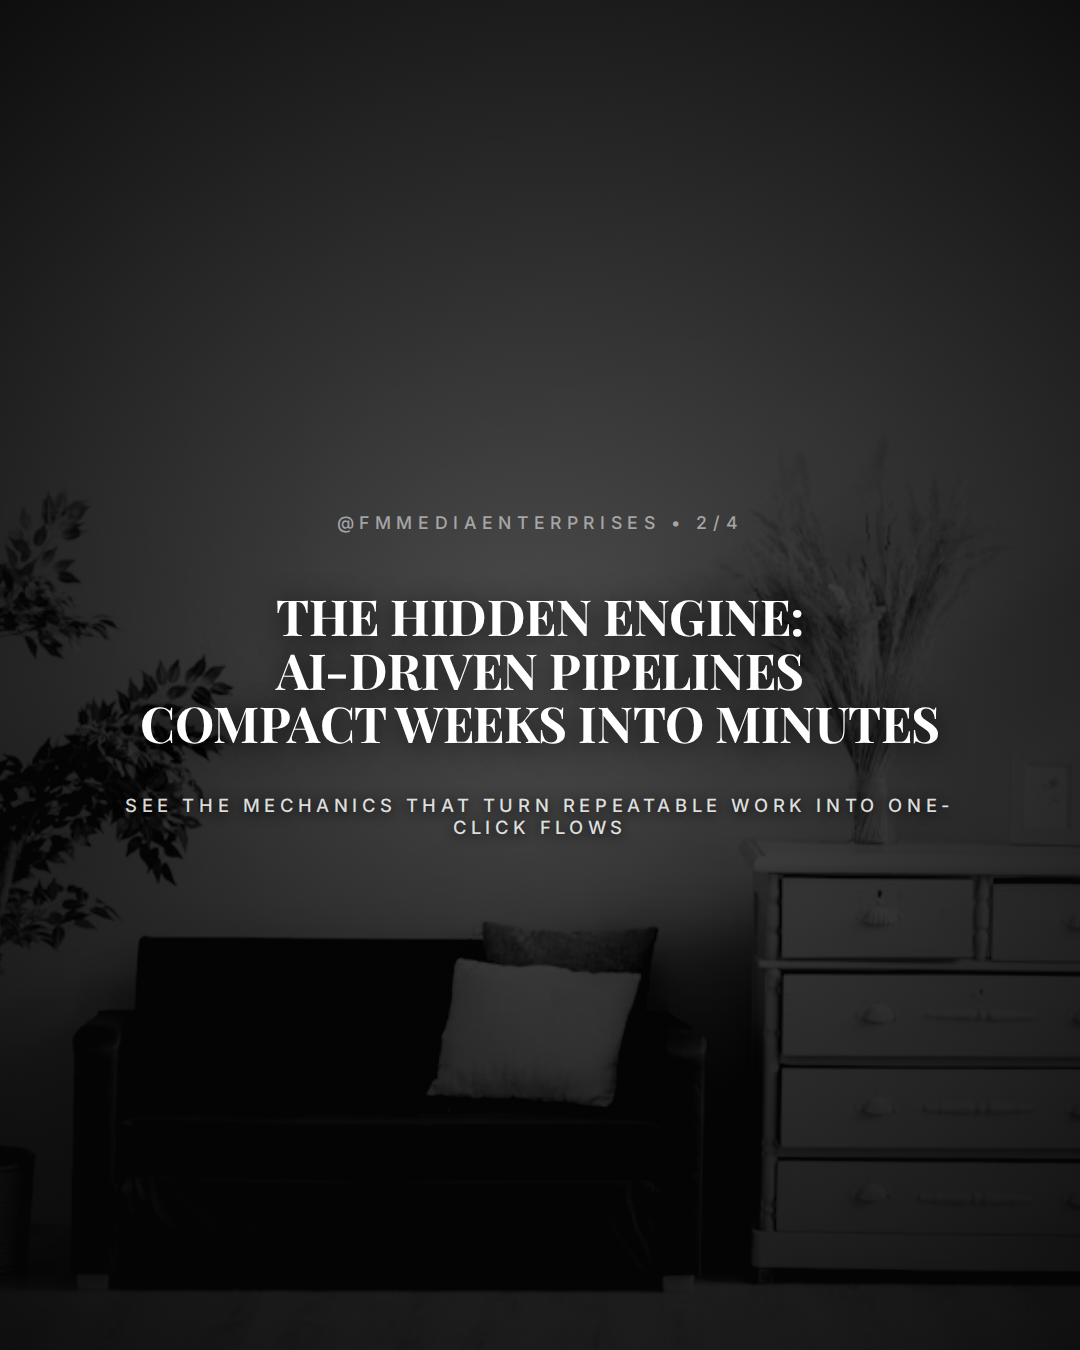 @FMMEDIAENTERPRISES • 2/4
THE HIDDEN ENGINE:
AI-DRIVEN PIPELINES
COMPACT WEEKS INTO MINUTES
SEE THE MECHANICS THAT TURN REPEATABLE WORK INTO ONE-
CLICK FLOWS